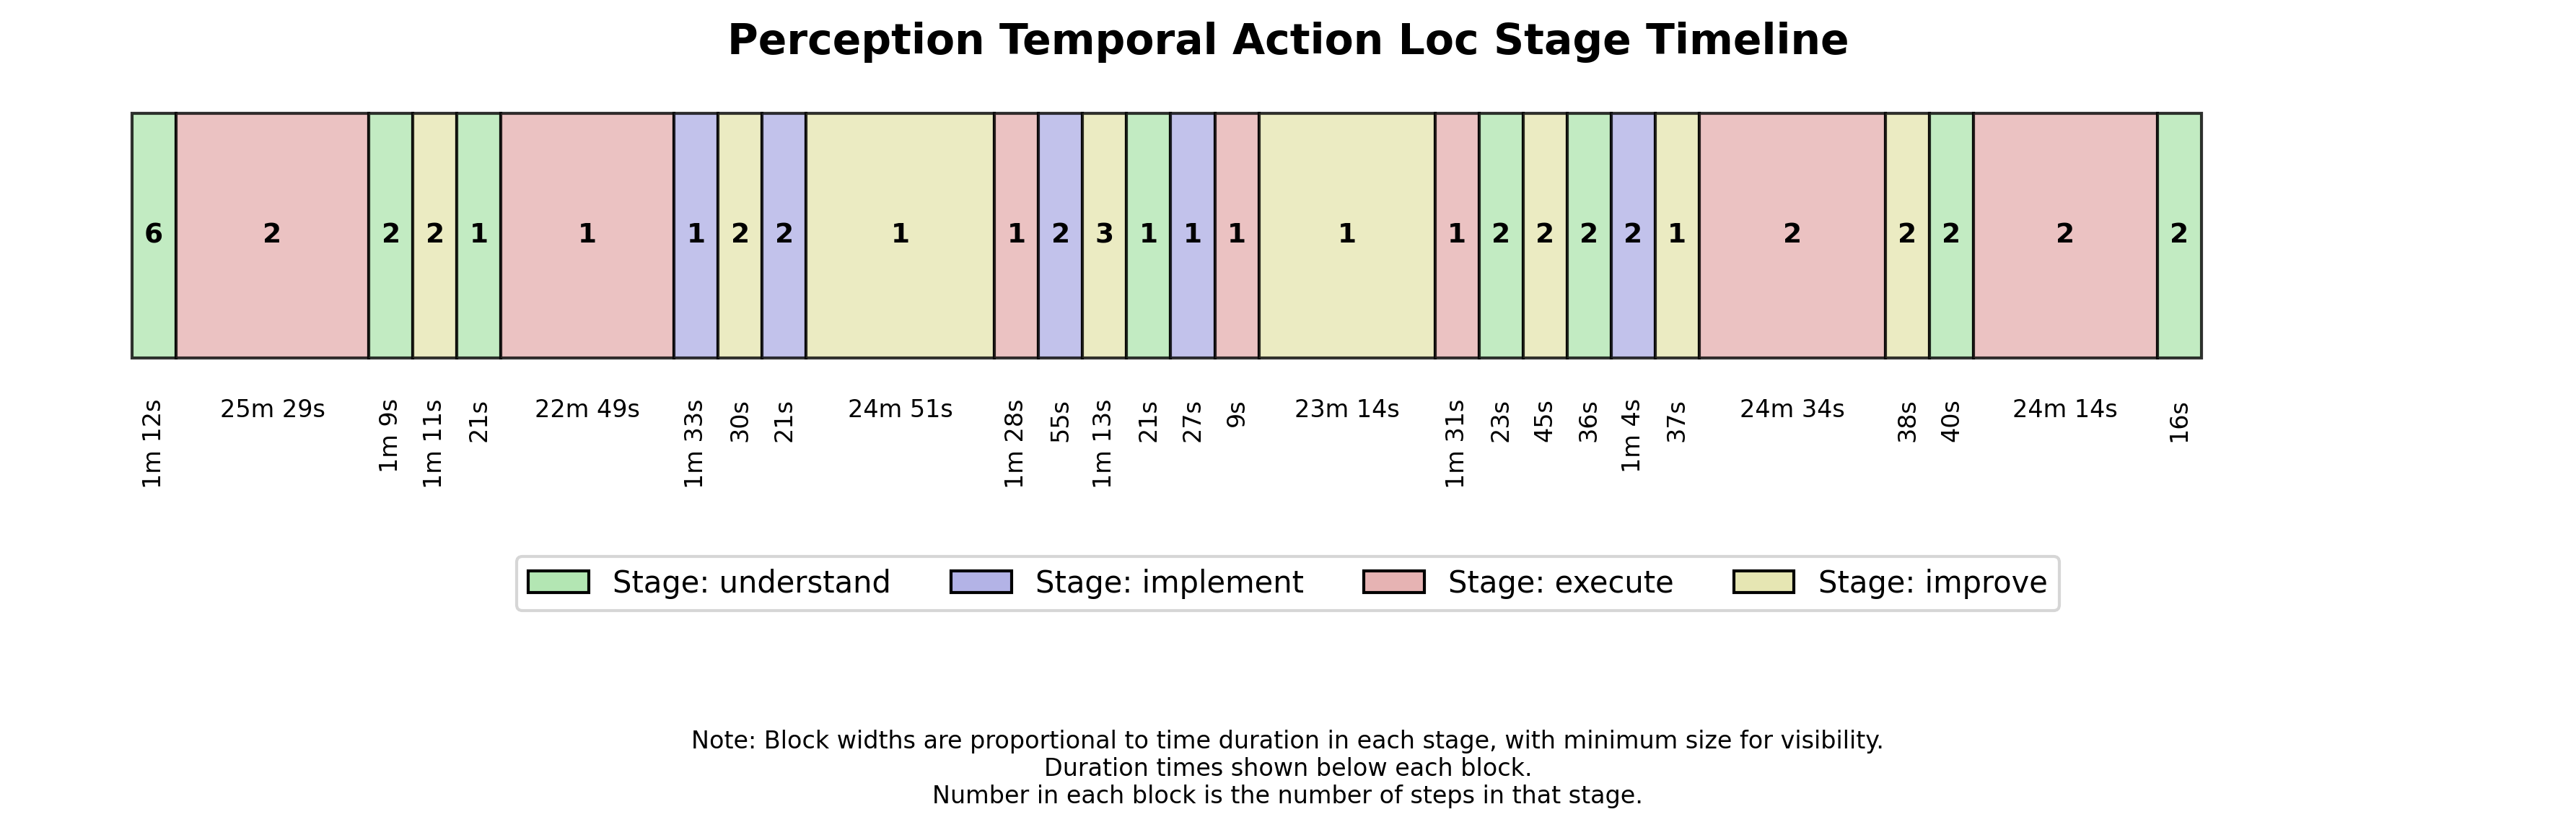 Perception Temporal Action Loc Stage Timeline
6 2 2 2 1 1 1 2 2 1 1 2 3 1 1 1 1 1 2 2 2 2 1 2 2 2 2 2
1m 12s 25m 29s 1m 9s 1m 11s 21s 22m 49s 1m 33s 30s 21s 24m 51s 1m 28s 55s 1m 13s 21s 27s 9s 23m 14s 1m 31s 23s 45s 36s 1m 4s 37s 24m 34s 38s 40s 24m 14s 16s
Stage: understand Stage: implement Stage: execute Stage: improve
Note: Block widths are proportional to time duration in each stage, with minimum size for visibility.
Duration times shown below each block.
Number in each block is the number of steps in that stage.